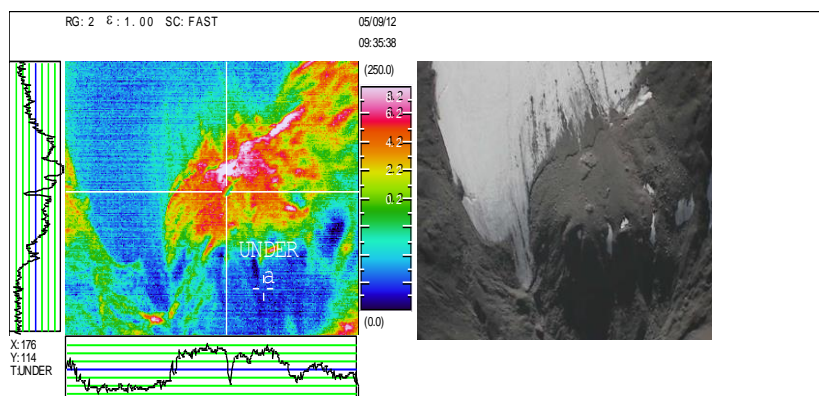 RG: 2 ε : 1. 00 SC: FAST
05/09/12
09:35:38
(250.0)
8.2
6.2
4.2
2.2
0.2
(0.0)
UNDER
a
X:176
Y:114
T:UNDER